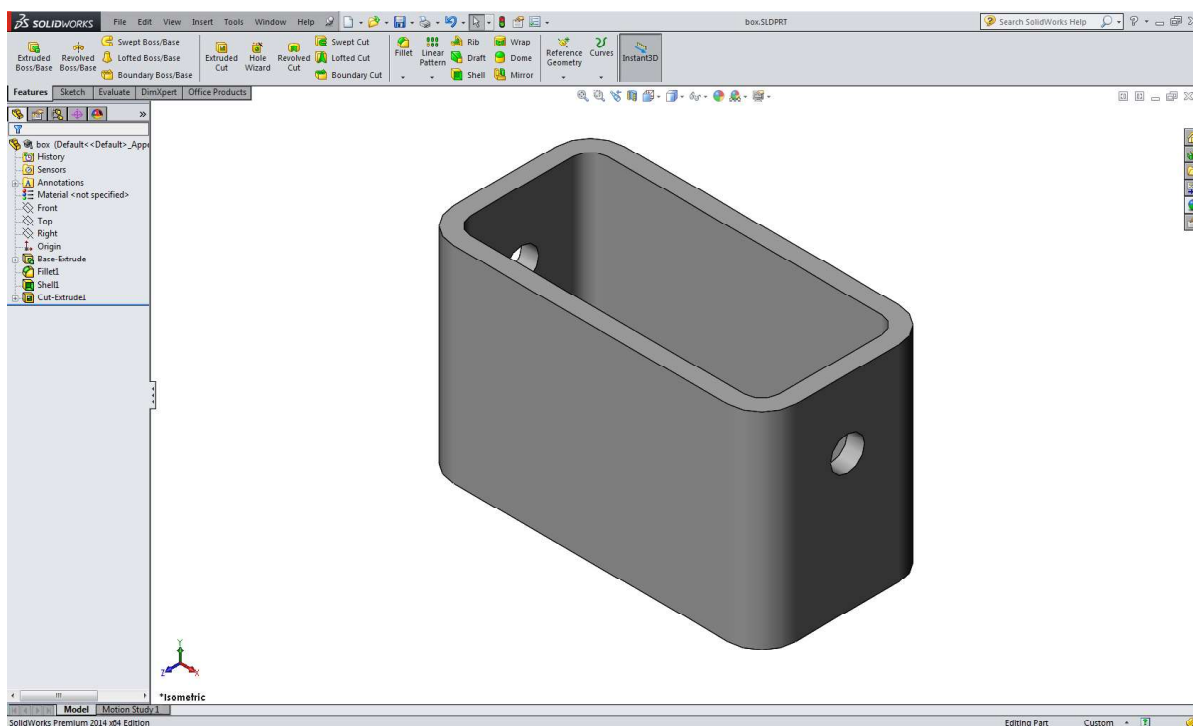 SOLIDWORKS File Edit View Insert Tools Window Help box.SLDPRT Search SolidWorks Help
Extruded Boss/Base
Revolved Boss/Base
Swept Boss/Base
Lofted Boss/Base
Boundary Boss/Base
Extruded Cut
Hole Wizard
Revolved Cut
Swept Cut
Lofted Cut
Boundary Cut
Fillet
Linear Pattern
Rib
Draft
Shell
Wrap
Dome
Mirror
Reference Geometry
Curves
Instant3D
Features Sketch Evaluate DimXpert Office Products
box (Default<<Default>_Appe
History
Sensors
Annotations
Material <not specified>
Front
Top
Right
Origin
Base-Extrude
Fillet1
Shell1
Cut-Extrude1
Y
Z X
*Isometric
Model Motion Study 1
SolidWorks Premium 2014 x64 Edition Editing Part Custom